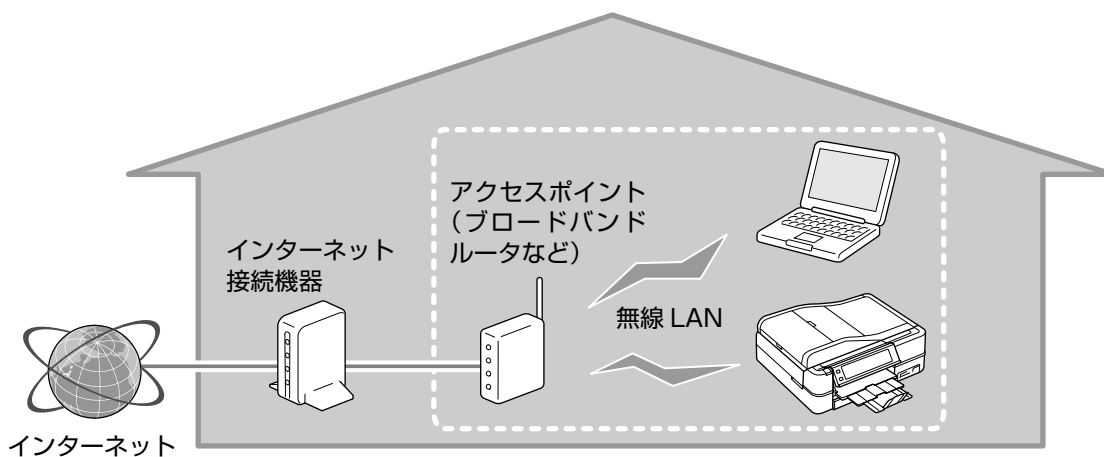 アクセスポイント
（ブロードバンド
ルータなど）
インターネット
接続機器
無線 LAN
インターネット